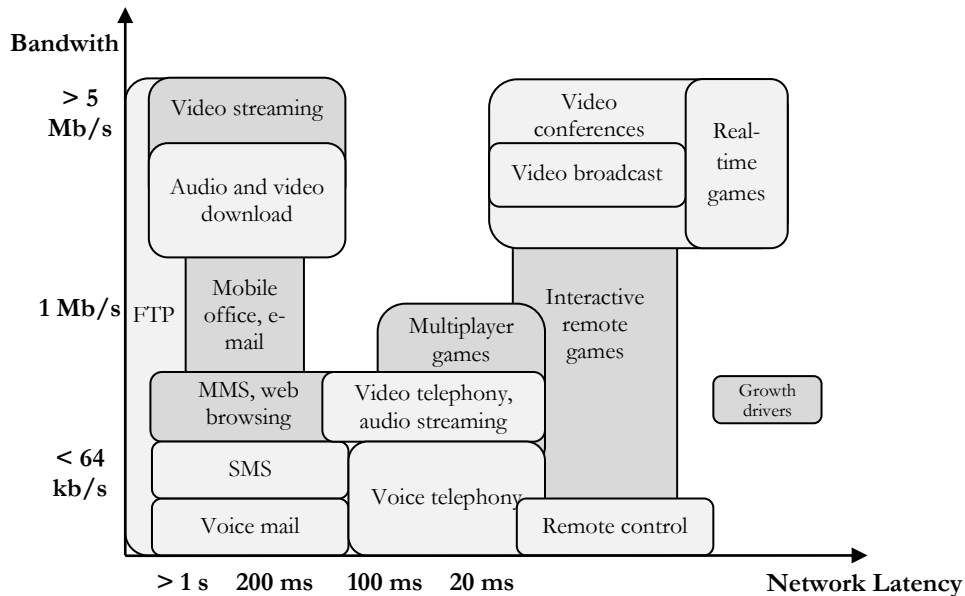 Bandwith
> 5
Mb/s
Video streaming
Video
conferences
Real-
time
games
Audio and video
download
Video broadcast
1 Mb/s
FTP
Mobile
office, e-
mail
Multiplayer
games
Interactive
remote
games
MMS, web
browsing
Video telephony,
audio streaming
Growth
drivers
< 64
kb/s
SMS
Voice telephony
Voice mail
Remote control
> 1 s 200 ms 100 ms 20 ms
Network Latency